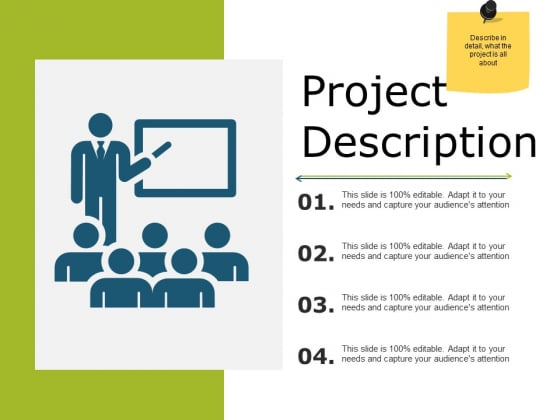 Describe in
detail, what the
project is all
about
Project
Description
01.
This slide is 100% editable. Adapt it to your
needs and capture your audience's attention
02.
This slide is 100% editable. Adapt it to your
needs and capture your audience's attention
03.
This slide is 100% editable. Adapt it to your
needs and capture your audience's attention
04.
This slide is 100% editable. Adapt it to your
needs and capture your audience's attention